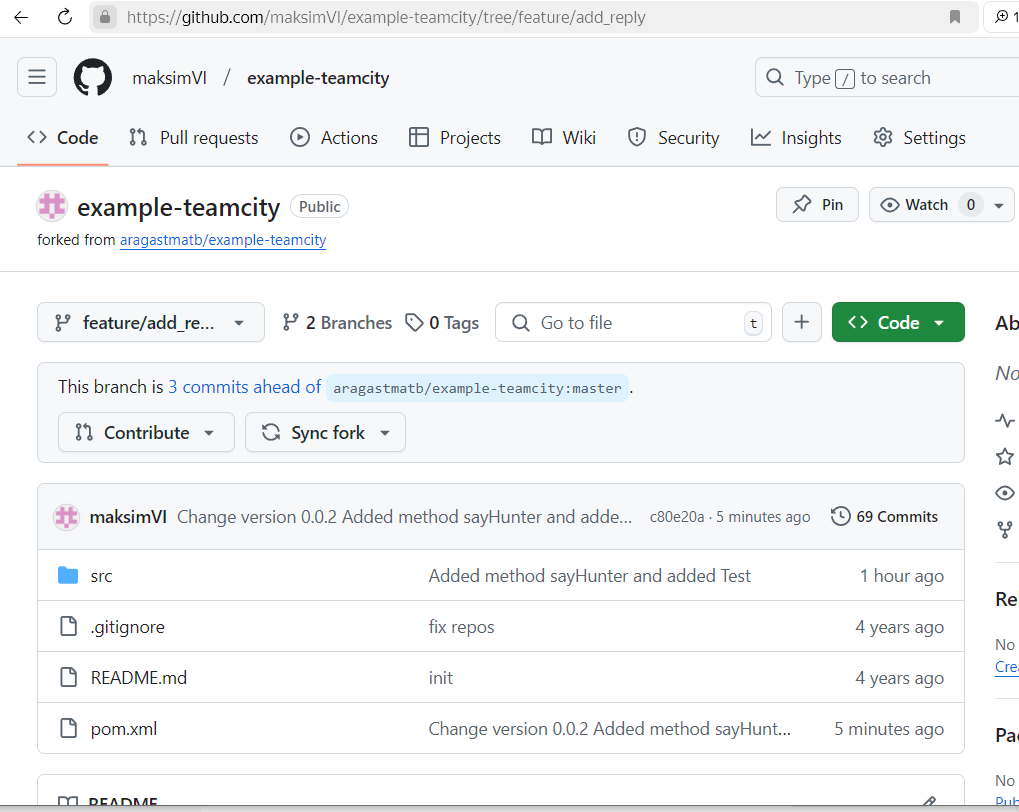 https://github.com/maksimVl/example-teamcity/tree/feature/add_reply 1
maksimVl / example-teamcity Type / to search
Code Pull requests Actions Projects Wiki Security Insights Settings
example-teamcity Public Pin Watch 0
forked from aragastmatb/example-teamcity
feature/add_re... 2 Branches 0 Tags Go to file t Code Ab
This branch is 3 commits ahead of aragastmatb/example-teamcity:master . No
Contribute Sync fork
maksimVl Change version 0.0.2 Added method sayHunter and adde... c80e20a · 5 minutes ago 69 Commits
src Added method sayHunter and added Test 1 hour ago
Re
.gitignore fix repos 4 years ago
No
Crea
README.md init 4 years ago
pom.xml Change version 0.0.2 Added method sayHunt... 5 minutes ago
Pac
No
Pub
README